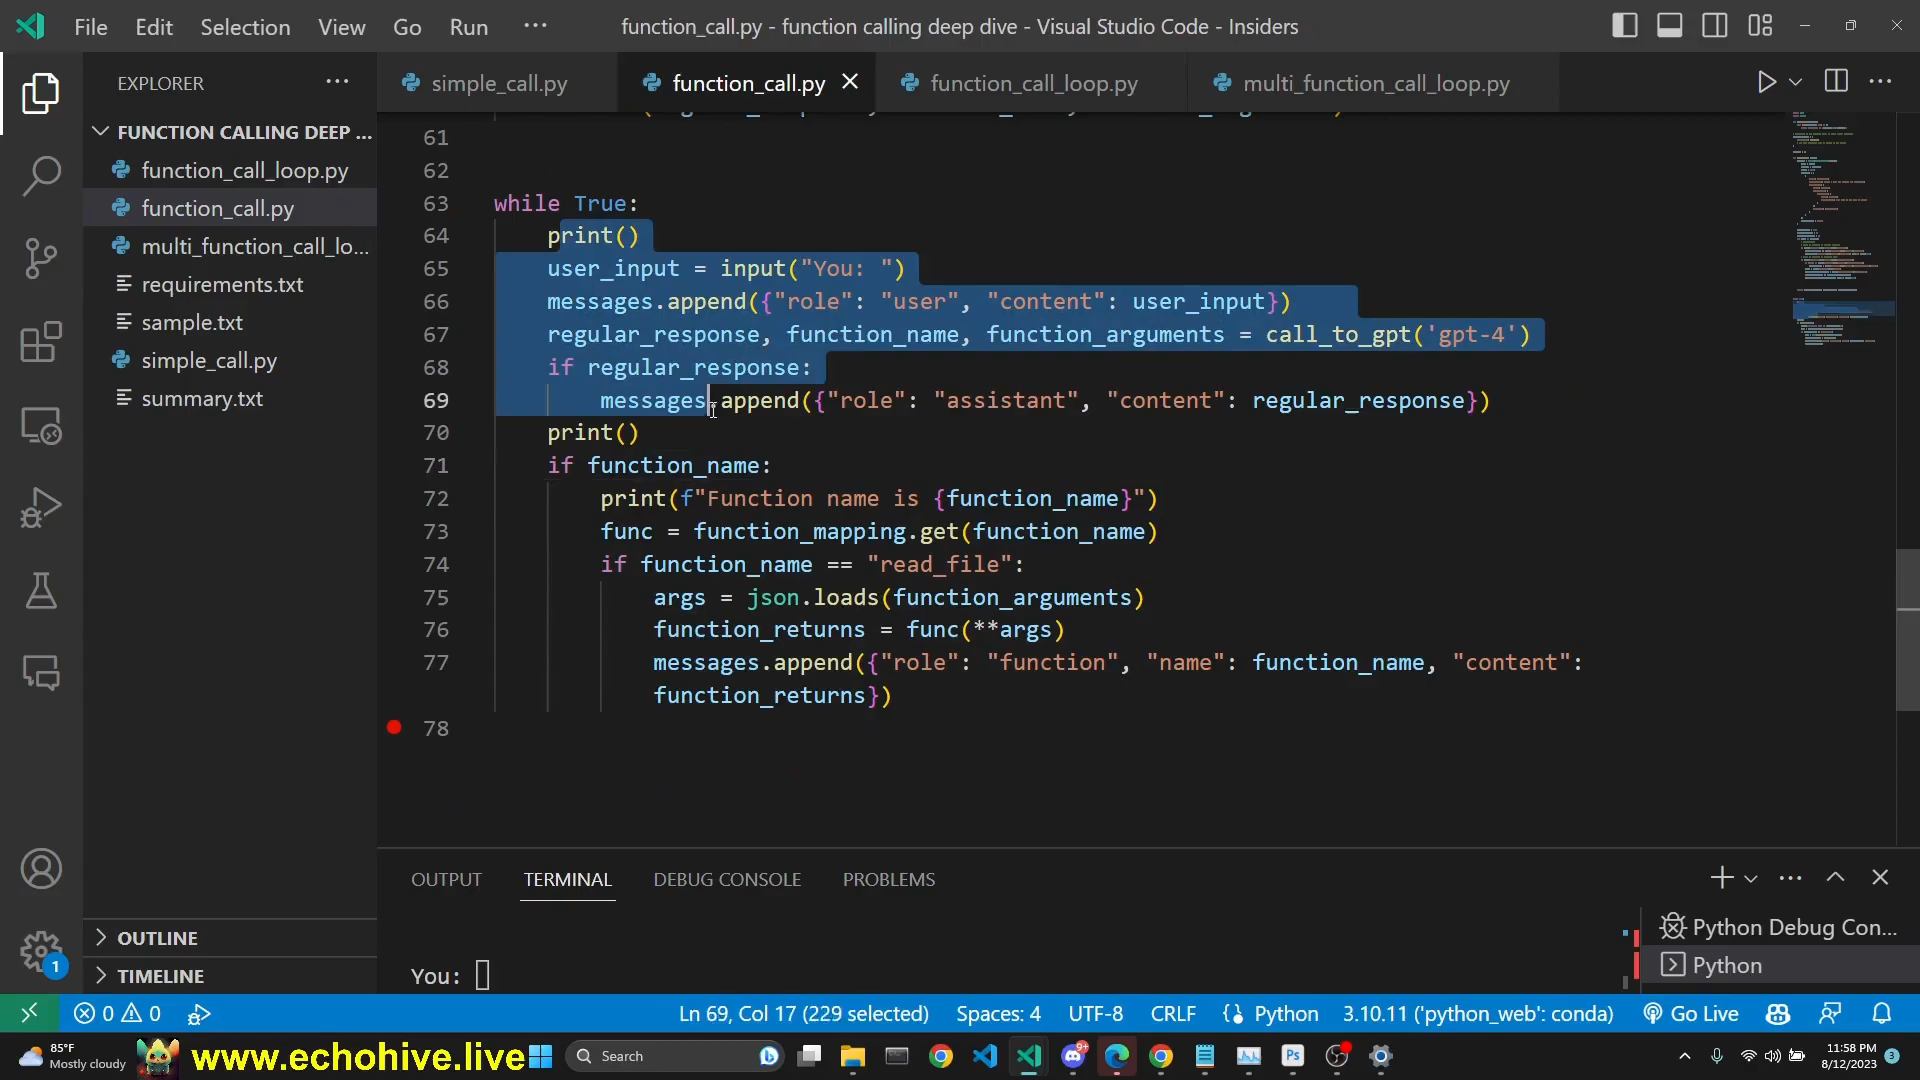 File Edit Selection View Go Run ···
function_call.py - function calling deep dive - Visual Studio Code - Insiders
EXPLORER
simple_call.py
function_call.py
function_call_loop.py
multi_function_call_loop.py
FUNCTION CALLING DEEP ...
function_call_loop.py
function_call.py
multi_function_call_lo...
requirements.txt
sample.txt
simple_call.py
summary.txt
OUTLINE
TIMELINE
1
61
62
63 while True:
64 print()
65 user_input = input("You: ")
66 messages.append({"role": "user", "content": user_input})
67 regular_response, function_name, function_arguments = call_to_gpt('gpt-4')
68 if regular_response:
69 messages.append({"role": "assistant", "content": regular_response})
70 print()
71 if function_name:
72 print(f"Function name is {function_name}")
73 func = function_mapping.get(function_name)
74 if function_name == "read_file":
75 args = json.loads(function_arguments)
76 function_returns = func(**args)
77 messages.append({"role": "function", "name": function_name, "content":
function_returns})
78
OUTPUT TERMINAL DEBUG CONSOLE PROBLEMS
You:
Python Debug Con...
Python
0 0 Ln 69, Col 17 (229 selected) Spaces: 4 UTF-8 CRLF Python 3.10.11 ('python_web': conda) Go Live
85°F
Mostly cloudy
www.echohive.live
Search
9+
Ps
11:58 PM
8/12/2023
3